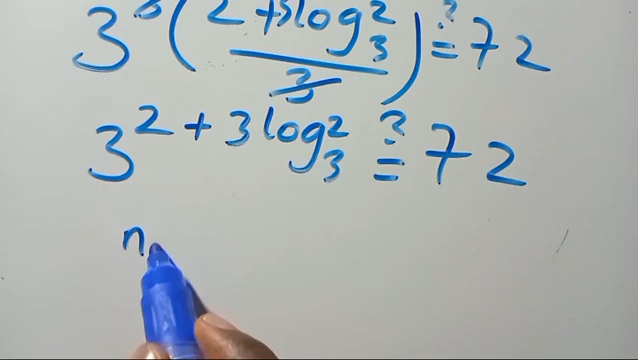 3^3 ( (2 + 3log_3^2) / 3 ) ≟ 72
3^(2 + 3log_3^2) ≟ 72
n